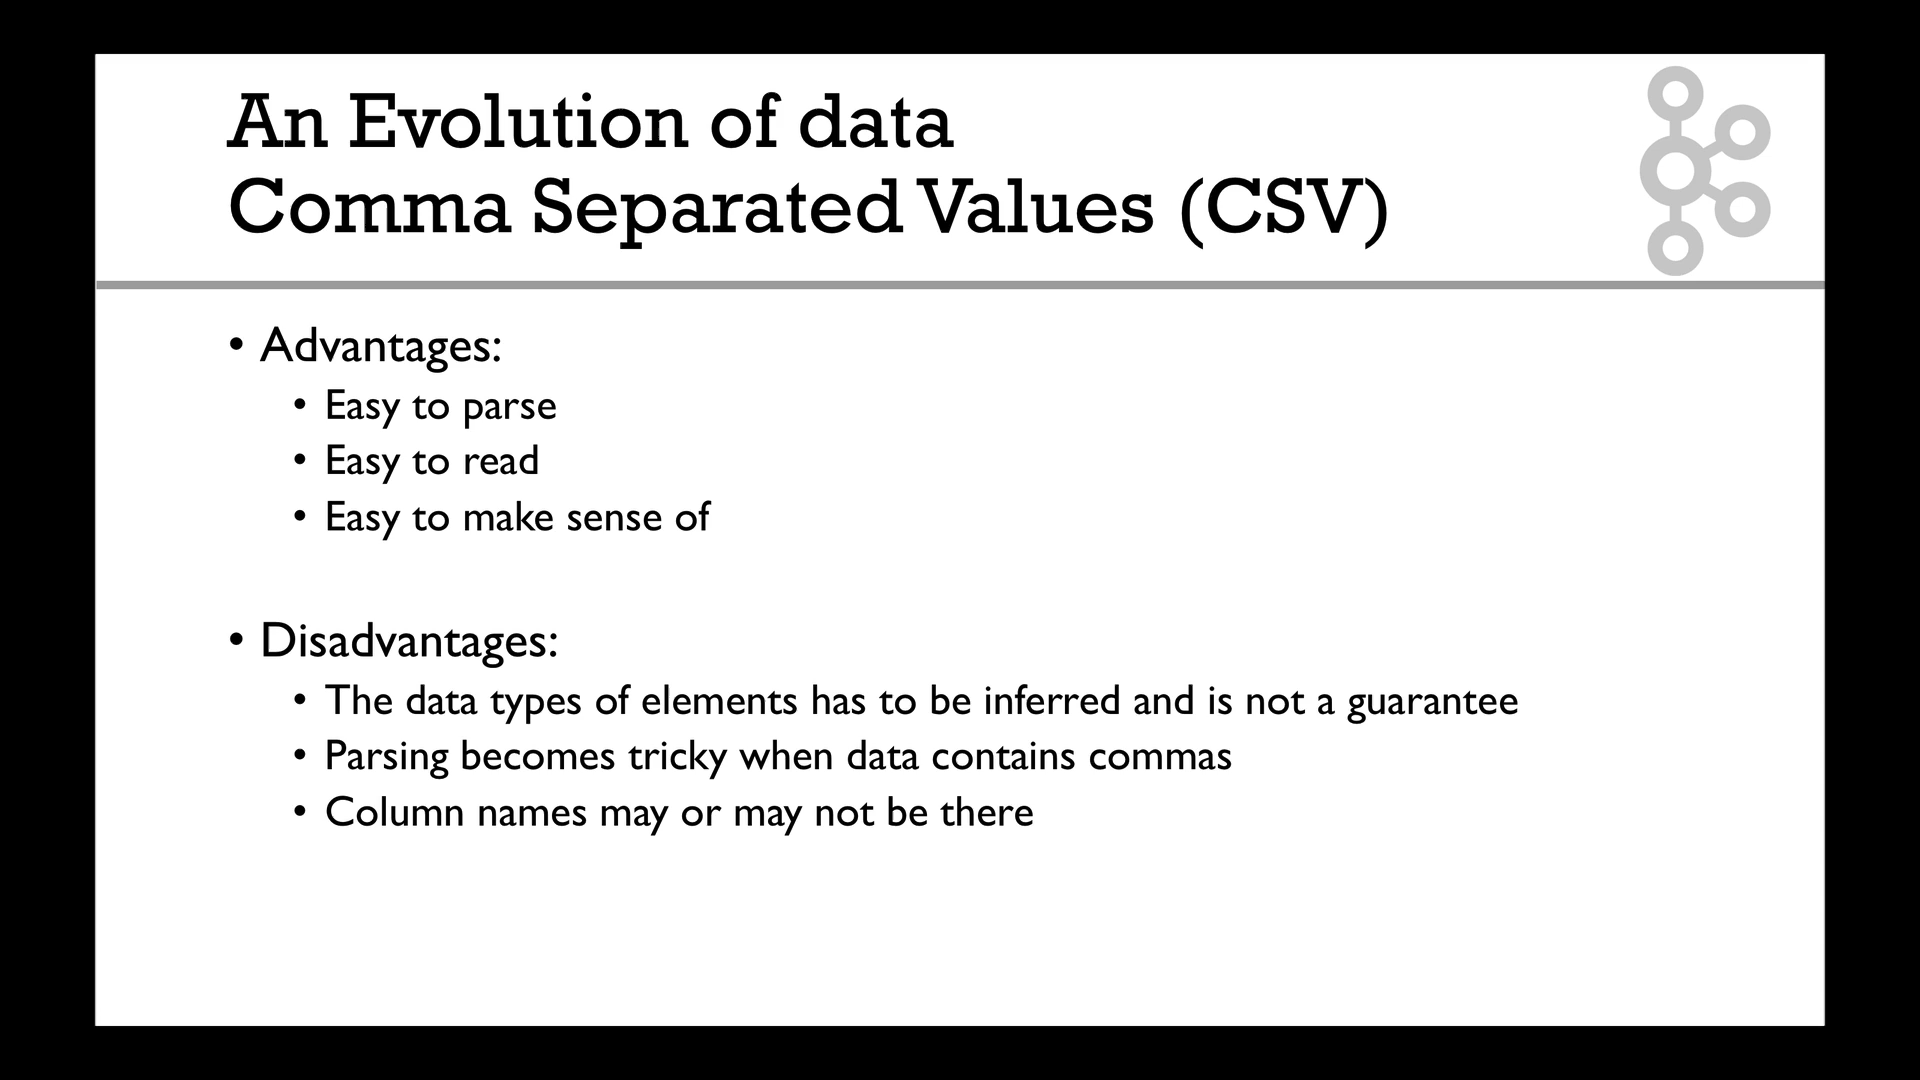 An Evolution of data
Comma Separated Values (CSV)
• Advantages:
• Easy to parse
• Easy to read
• Easy to make sense of
• Disadvantages:
• The data types of elements has to be inferred and is not a guarantee
• Parsing becomes tricky when data contains commas
• Column names may or may not be there